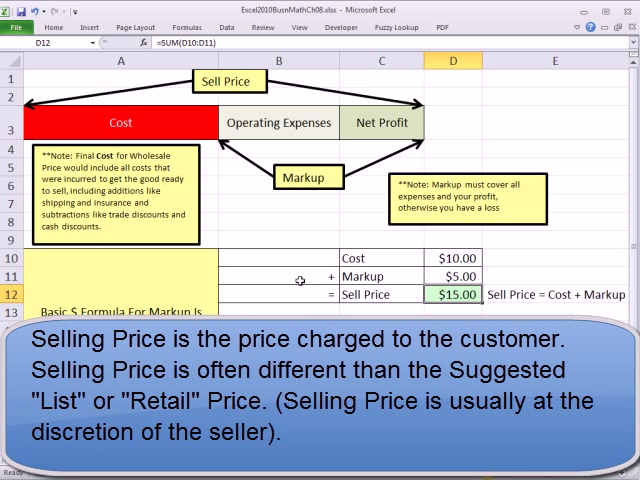 Excel2010BusnMathCh08.xlsx - Microsoft Excel
File Home Insert Page Layout Formulas Data Review View Developer Fuzzy Lookup PDF
D12 fx =SUM(D10:D11)
A B C D E
1
Sell Price
2
3 Cost Operating Expenses Net Profit
4
**Note: Final Cost for Wholesale
Price would include all costs that
were incurred to get the good ready
to sell, including additions like
shipping and insurance and
subtractions like trade discounts and
cash discounts.
5
Markup
6
**Note: Markup must cover all
expenses and your profit,
otherwise you have a loss
7
8
9
10 Cost $10.00
11 + Markup $5.00
12 = Sell Price $15.00 Sell Price = Cost + Markup
13 Basic $ Formula For Markup Is
Selling Price is the price charged to the customer.
Selling Price is often different than the Suggested
"List" or "Retail" Price. (Selling Price is usually at the
discretion of the seller).
Ready